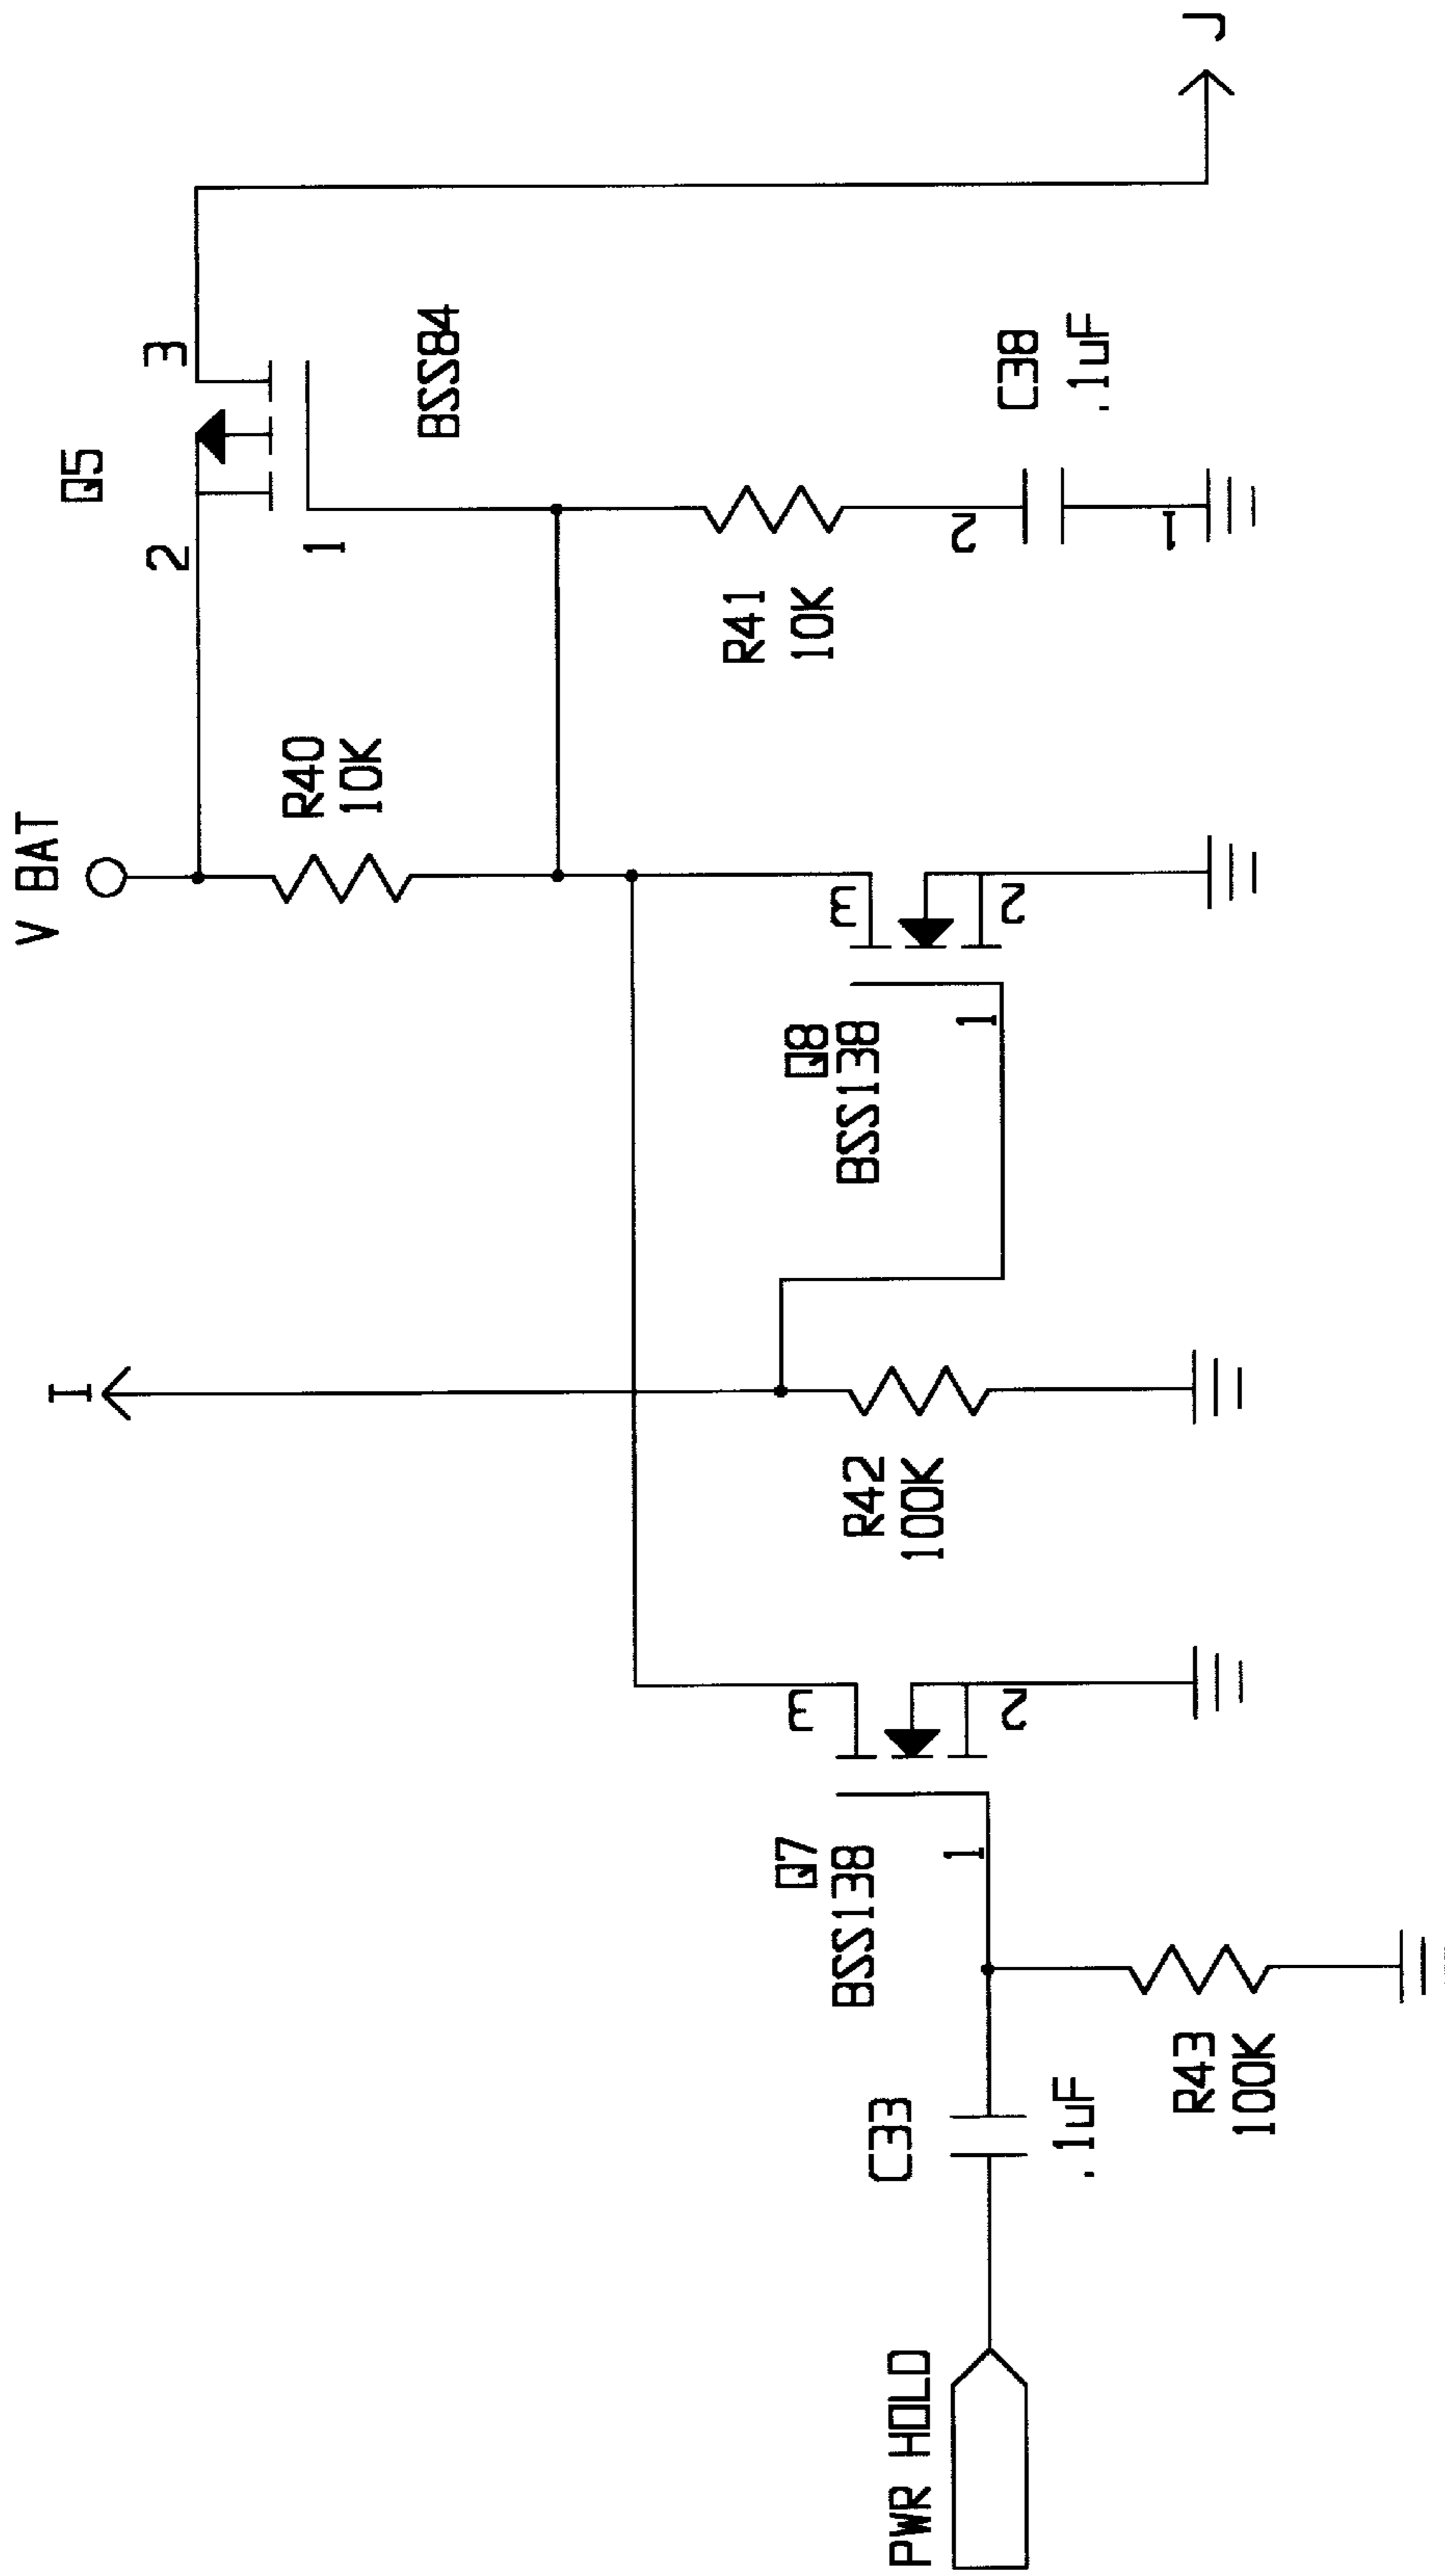 V BAT
Q5
2
3
1
BSS84
R40
10K
R41
10K
2
C38
.1uF
1
I
J
Q8
BSS138
3
1
2
R42
100K
Q7
BSS138
3
1
2
C33
.1uF
R43
100K
PWR HOLD